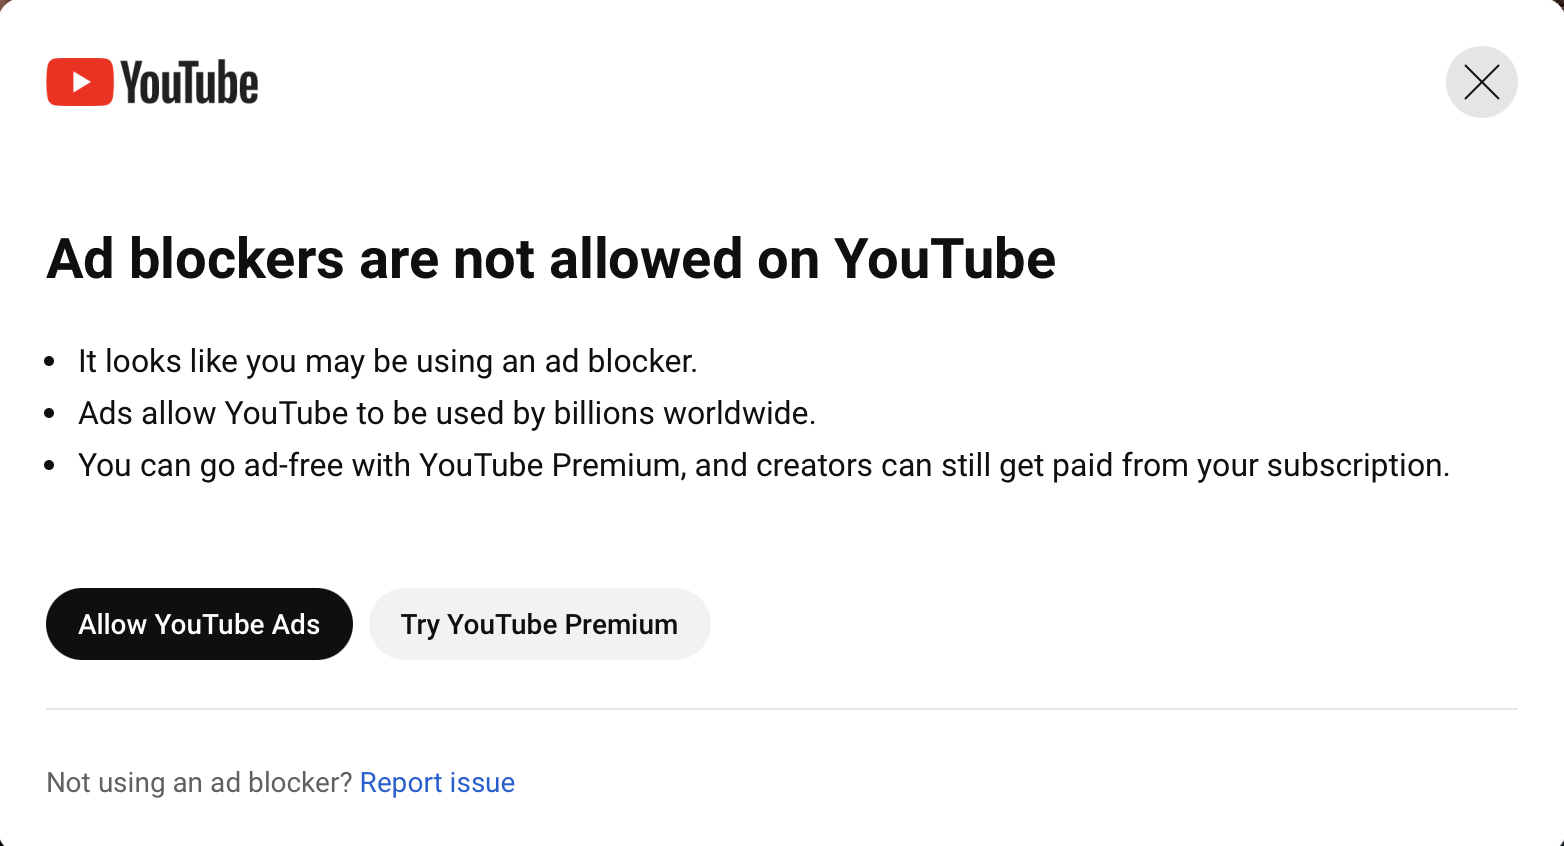 YouTube
Ad blockers are not allowed on YouTube
It looks like you may be using an ad blocker.
Ads allow YouTube to be used by billions worldwide.
You can go ad-free with YouTube Premium, and creators can still get paid from your subscription.
Allow YouTube Ads Try YouTube Premium
Not using an ad blocker? Report issue